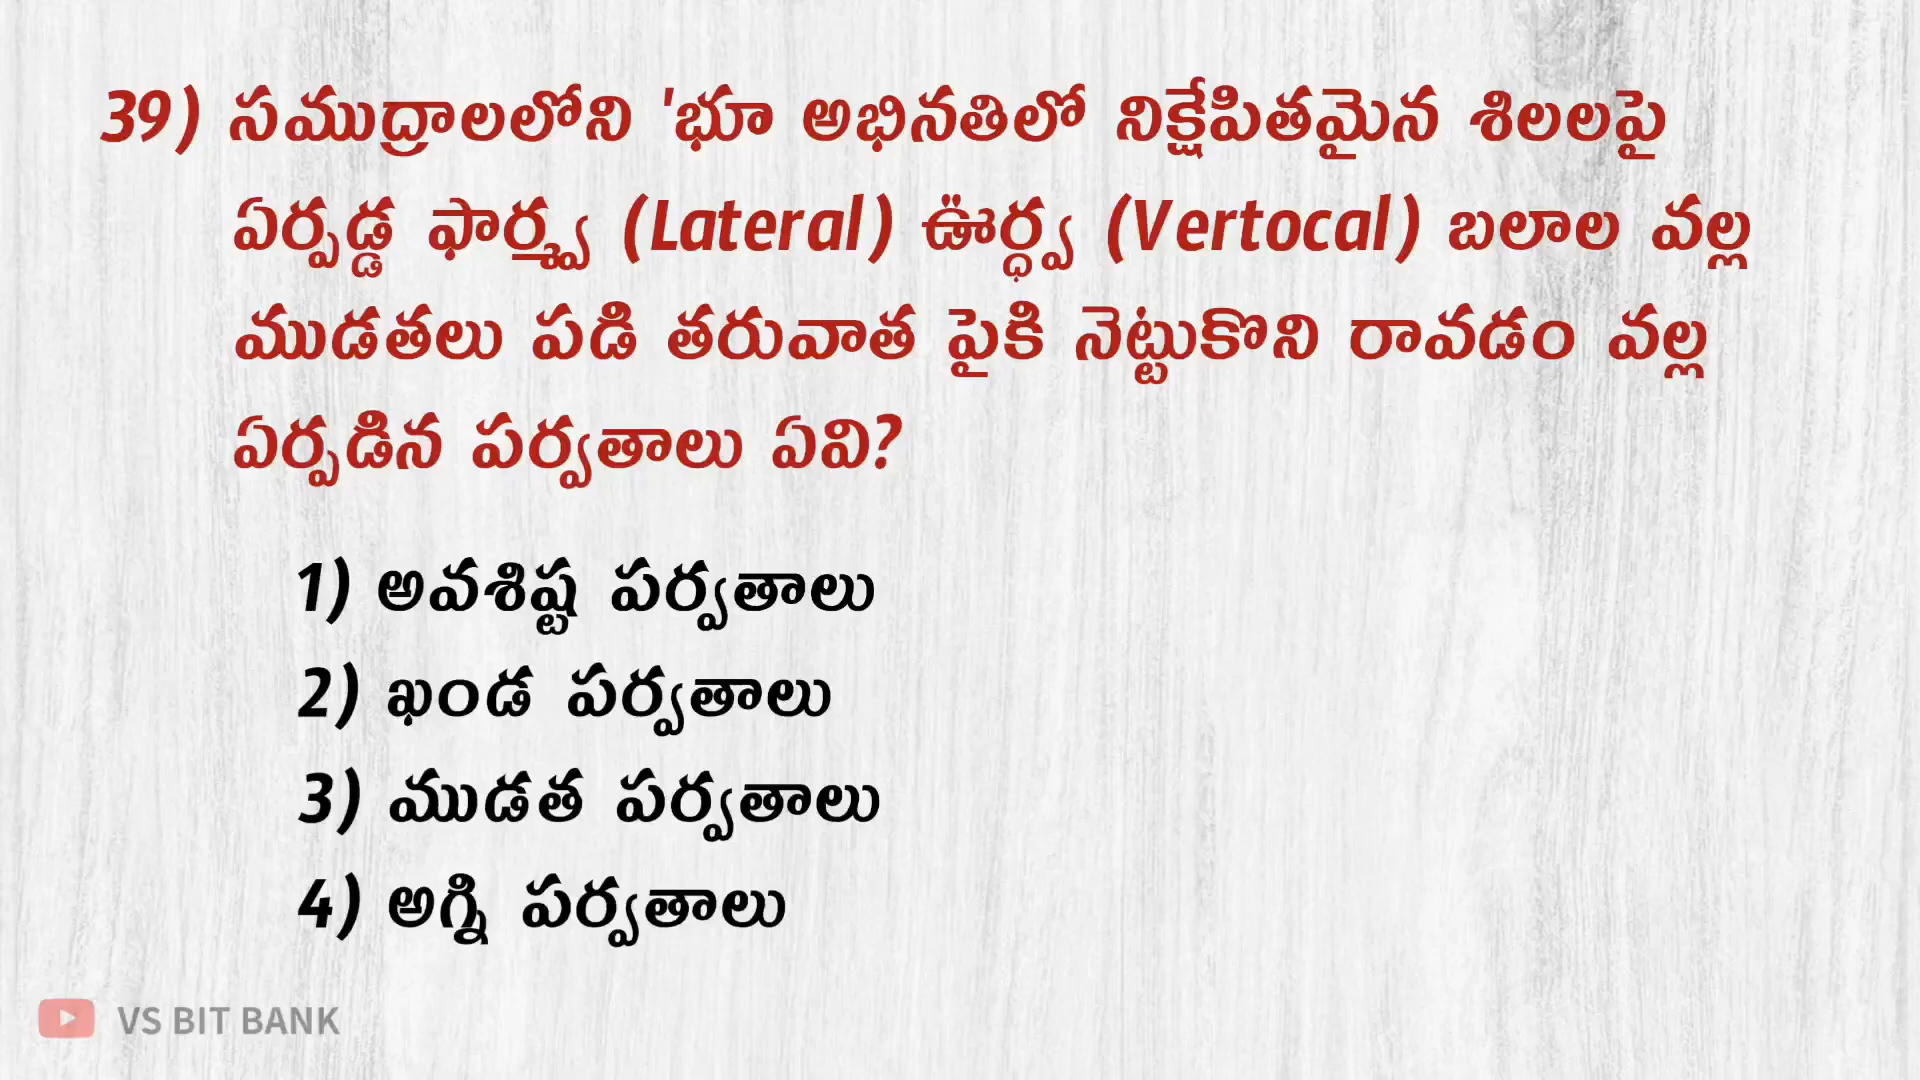 39) సముద్రాలలోని 'భూ అభినతిలో నిక్షేపితమైన శిలలపై
ఏర్పడ్డ ఫార్శ్వ (Lateral) ఊర్ధ్వ (Vertocal) బలాల వల్ల
ముడతలు పడి తరువాత పైకి నెట్టుకొని రావడం వల్ల
ఏర్పడిన పర్వతాలు ఏవి?
1) అవశిష్ట పర్వతాలు
2) ఖండ పర్వతాలు
3) ముడత పర్వతాలు
4) అగ్ని పర్వతాలు
VS BIT BANK